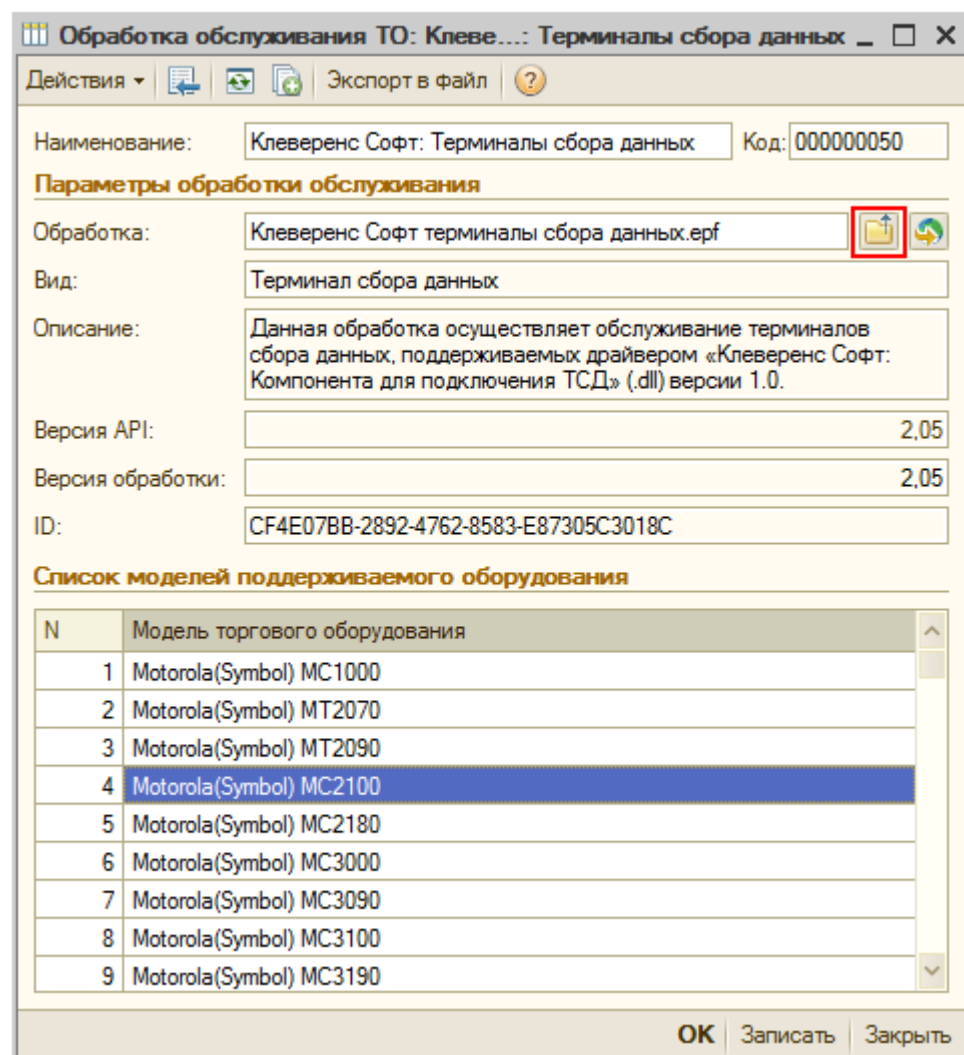 Обработка обслуживания ТО: Клеве...: Терминалы сбора данных
Действия Экспорт в файл ?
Наименование: Клеверенс Софт: Терминалы сбора данных Код: 000000050
Параметры обработки обслуживания
Обработка: Клеверенс Софт терминалы сбора данных.epf
Вид: Терминал сбора данных
Описание: Данная обработка осуществляет обслуживание терминалов
сбора данных, поддерживаемых драйвером «Клеверенс Софт:
Компонента для подключения ТСД» (.dll) версии 1.0.
Версия API: 2,05
Версия обработки: 2,05
ID: CF4E07BB-2892-4762-8583-E87305C3018C
Список моделей поддерживаемого оборудования
N Модель торгового оборудования
1 Motorola(Symbol) MC1000
2 Motorola(Symbol) MT2070
3 Motorola(Symbol) MT2090
4 Motorola(Symbol) MC2100
5 Motorola(Symbol) MC2180
6 Motorola(Symbol) MC3000
7 Motorola(Symbol) MC3090
8 Motorola(Symbol) MC3100
9 Motorola(Symbol) MC3190
OK Записать Закрыть